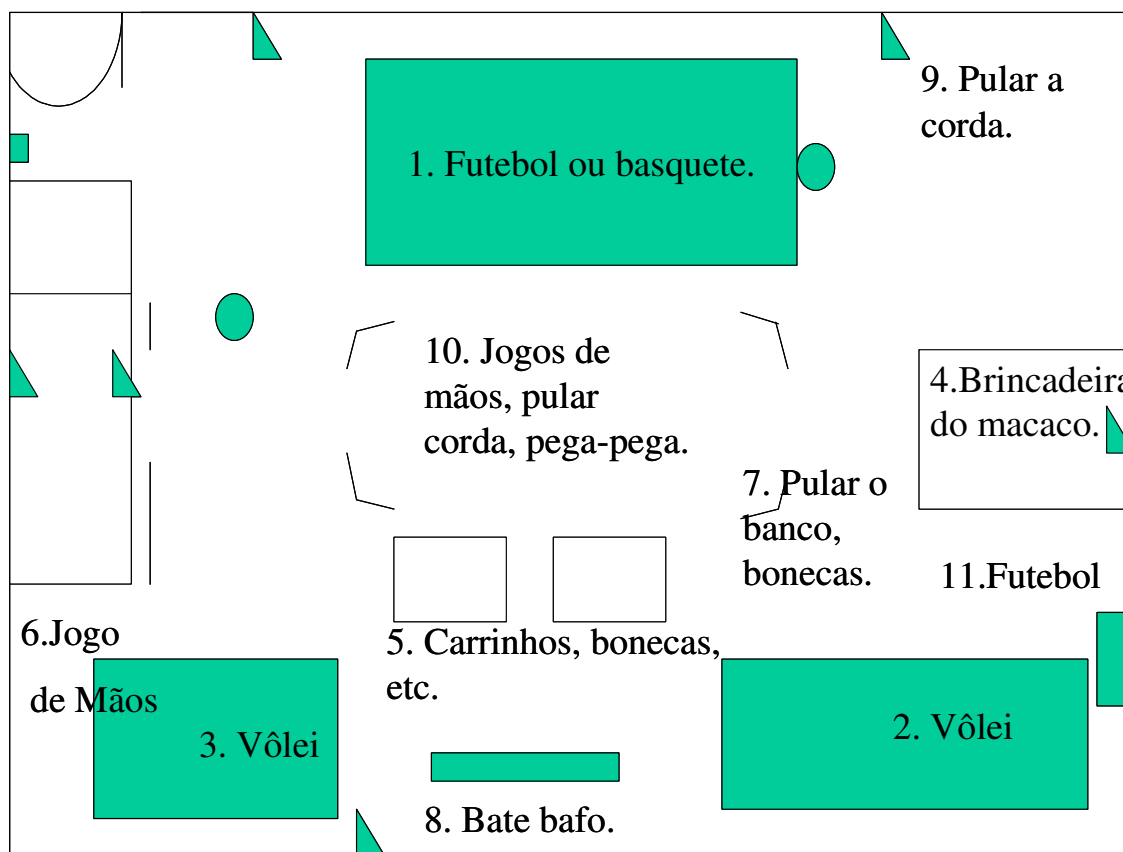 9. Pular a
corda.
1. Futebol ou basquete.
10. Jogos de
mãos, pular
corda, pega-pega.
4.Brincadeira
do macaco.
7. Pular o
banco,
bonecas.
11.Futebol
6.Jogo
de Mãos
5. Carrinhos, bonecas,
etc.
3. Vôlei
2. Vôlei
8. Bate bafo.